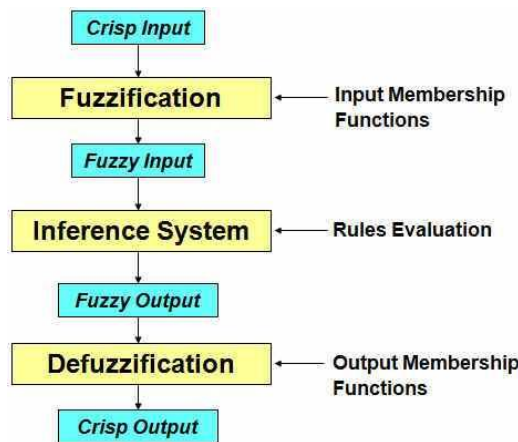 Crisp Input
Fuzzification
Input Membership
Functions
Fuzzy Input
Inference System
Rules Evaluation
Fuzzy Output
Defuzzification
Output Membership
Functions
Crisp Output